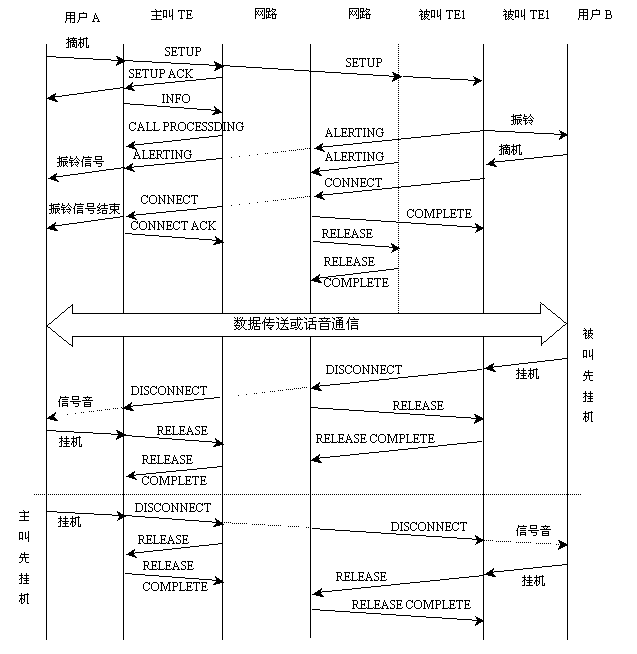 用户 A 主叫 TE 网路 网路 被叫 TE1 被叫 TE1 用户 B
摘机
SETUP
SETUP
SETUP ACK
INFO
振铃
CALL PROCESSDING
ALERTING
摘机
振铃信号
ALERTING
ALERTING
CONNECT
振铃信号结束
CONNECT
COMPLETE
CONNECT ACK
RELEASE
RELEASE
COMPLETE
数据传送或话音通信
被叫先挂机
DISCONNECT
挂机
DISCONNECT
信号音
RELEASE
挂机
RELEASE
RELEASE COMPLETE
RELEASE
COMPLETE
主叫先挂机
DISCONNECT
挂机
DISCONNECT
信号音
RELEASE
RELEASE
COMPLETE
RELEASE
挂机
RELEASE COMPLETE